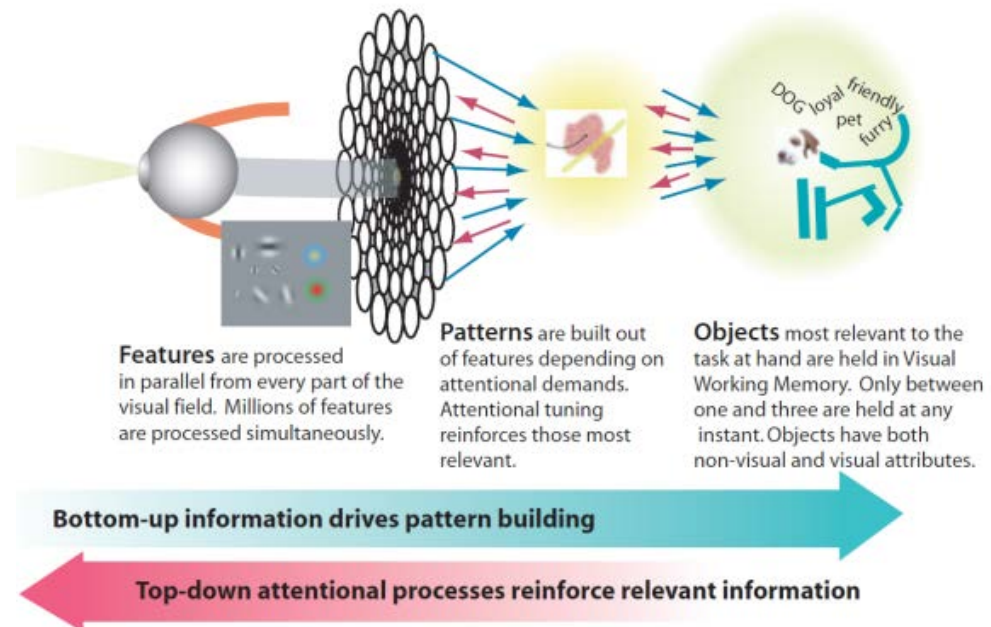 DOG loyal friendly
pet furry
Features are processed
in parallel from every part of the
visual field. Millions of features
are processed simultaneously.
Patterns are built out
of features depending on
attentional demands.
Attentional tuning
reinforces those most
relevant.
Objects most relevant to the
task at hand are held in Visual
Working Memory. Only between
one and three are held at any
instant. Objects have both
non-visual and visual attributes.
Bottom-up information drives pattern building
Top-down attentional processes reinforce relevant information